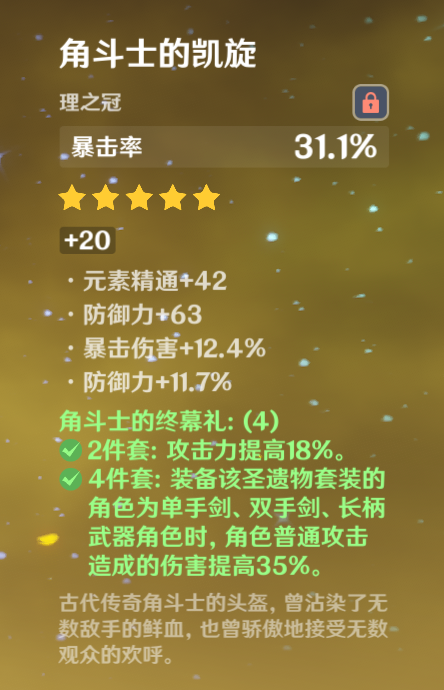 角斗士的凯旋
理之冠
暴击率 31.1%
+20
·元素精通+42
·防御力+63
·暴击伤害+12.4%
·防御力+11.7%
角斗士的终幕礼: (4)
2件套: 攻击力提高18%。
4件套: 装备该圣遗物套装的
角色为单手剑、双手剑、长柄
武器角色时, 角色普通攻击
造成的伤害提高35%。
古代传奇角斗士的头盔, 曾沾染了无
数敌手的鲜血, 也曾骄傲地接受无数
观众的欢呼。